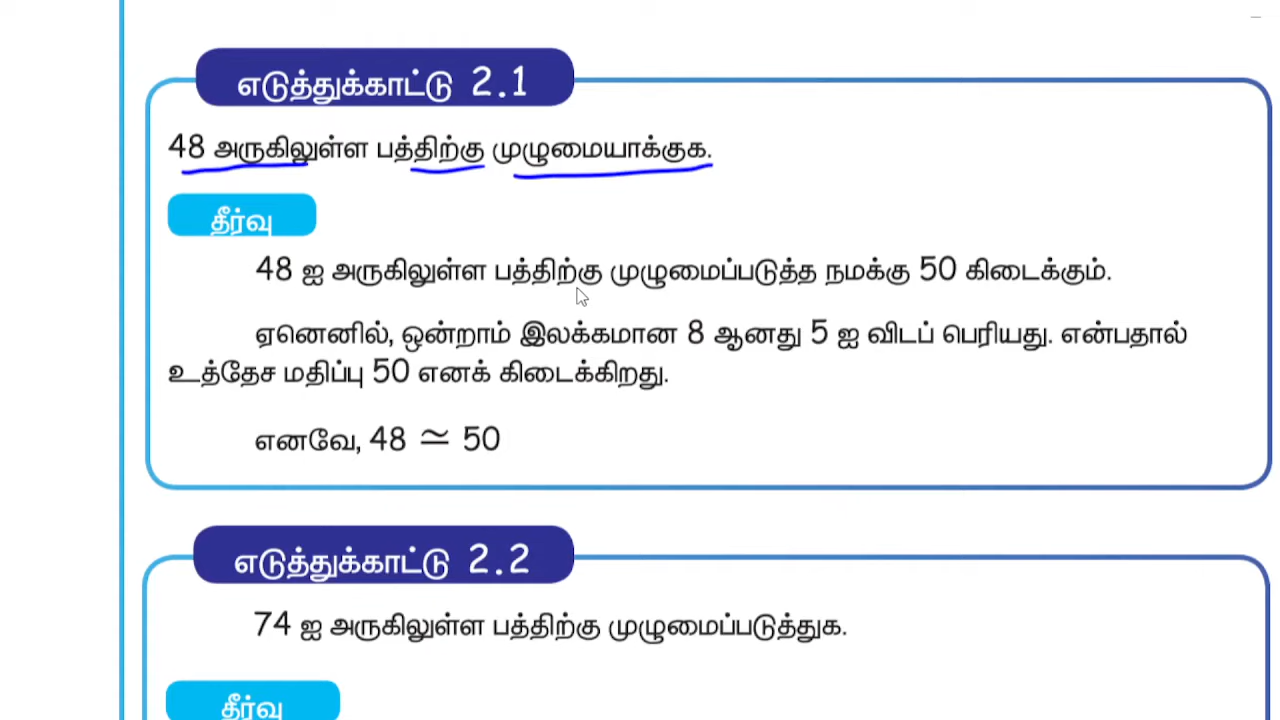 எடுத்துக்காட்டு 2.1
48 அருகிலுள்ள பத்திற்கு முழுமையாக்குக.
தீர்வு
48 ஐ அருகிலுள்ள பத்திற்கு முழுமைப்படுத்த நமக்கு 50 கிடைக்கும்.
ஏனெனில், ஒன்றாம் இலக்கமான 8 ஆனது 5 ஐ விடப் பெரியது. என்பதால்
உத்தேச மதிப்பு 50 எனக் கிடைக்கிறது.
எனவே, 48 ≃ 50
எடுத்துக்காட்டு 2.2
74 ஐ அருகிலுள்ள பத்திற்கு முழுமைப்படுத்துக.
தீர்வு